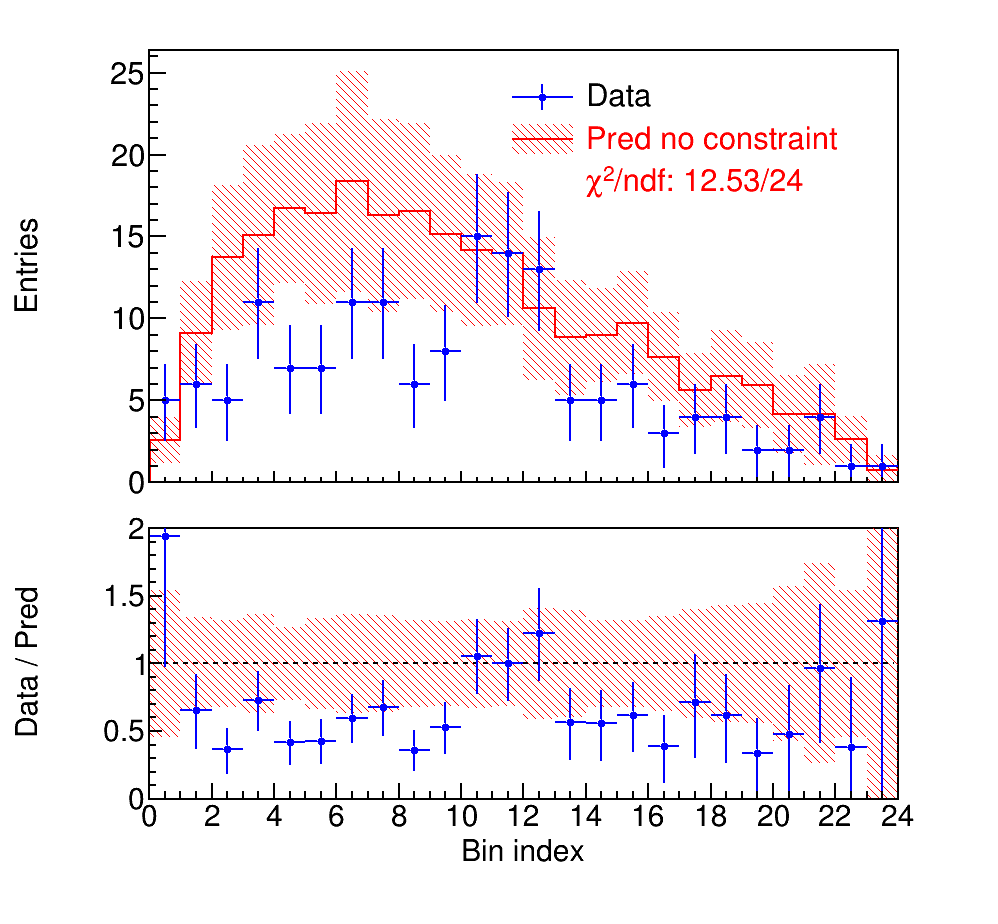 25
20
15
10
5
0
Entries
Data
Pred no constraint
χ²/ndf: 12.53/24
2
1.5
1
0.5
0
Data / Pred
0 2 4 6 8 10 12 14 16 18 20 22 24
Bin index